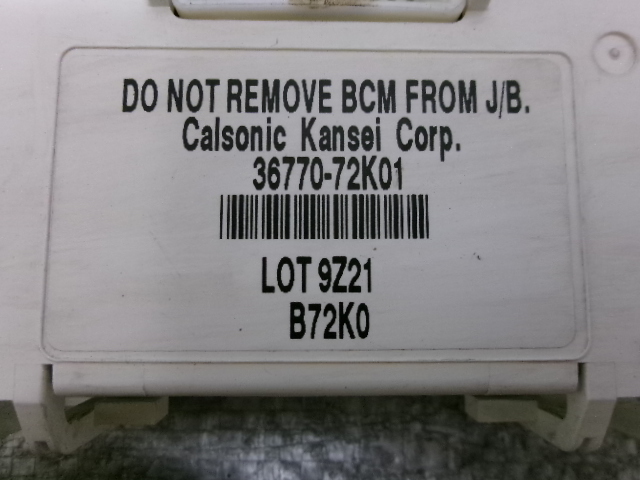 DO NOT REMOVE BCM FROM J/B.
Calsonic Kansei Corp.
36770-72K01
LOT 9Z21
B72K0